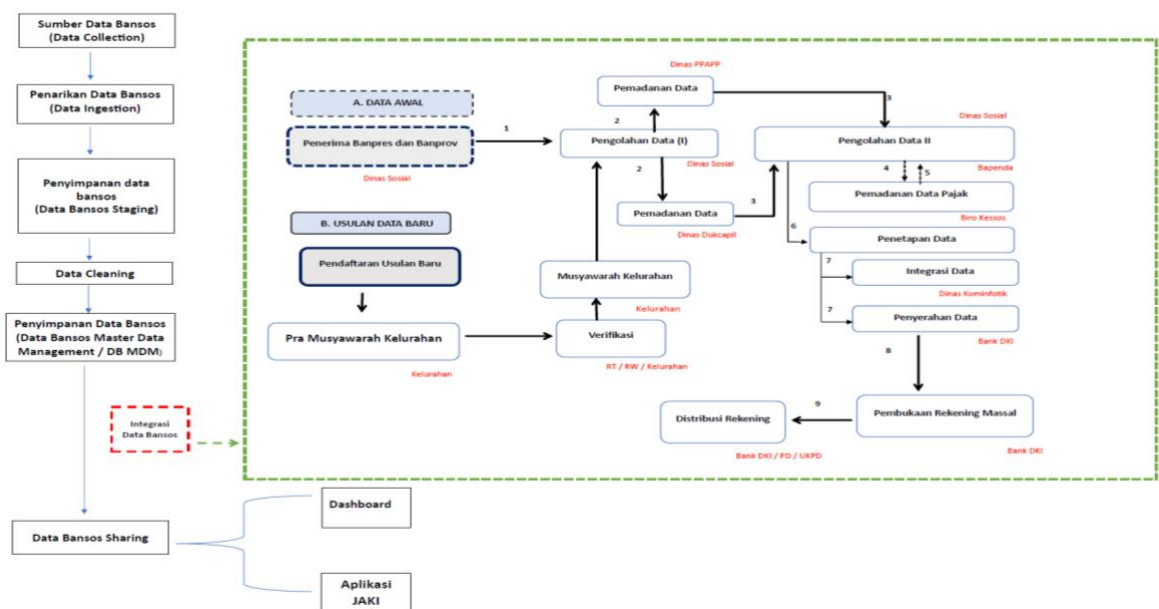 Sumber Data Bansos
(Data Collection)
Penarikan Data Bansos
(Data Ingestion)
Penyimpanan data
bansos
(Data Bansos Staging)
Data Cleaning
Penyimpanan Data Bansos
(Data Bansos Master Data
Management / DB MDM)
Integrasi
Data Bansos
Data Bansos Sharing
Dashboard
Aplikasi
JAKI
A. DATA AWAL
Penerima Banpres dan Banprov
Dinas Sosial
1
B. USULAN DATA BARU
Pendaftaran Usulan Baru
Pra Musyawarah Kelurahan
Kelurahan
Verifikasi
RT / RW / Kelurahan
Musyawarah Kelurahan
Kelurahan
Pengolahan Data (I)
Dinas Sosial
2
Dinas PPAPP
Pemadanan Data
3
2
Pemadanan Data
Dinas Dukcapil
3
Dinas Sosial
Pengolahan Data II
Bapenda
4
5
Pemadanan Data Pajak
Biro Kessos
6
Penetapan Data
7
Integrasi Data
Dinas Kominfotik
7
Penyerahan Data
Bank DKI
8
Pembukaan Rekening Massal
Bank DKI
9
Distribusi Rekening
Bank DKI / PD / UKPD